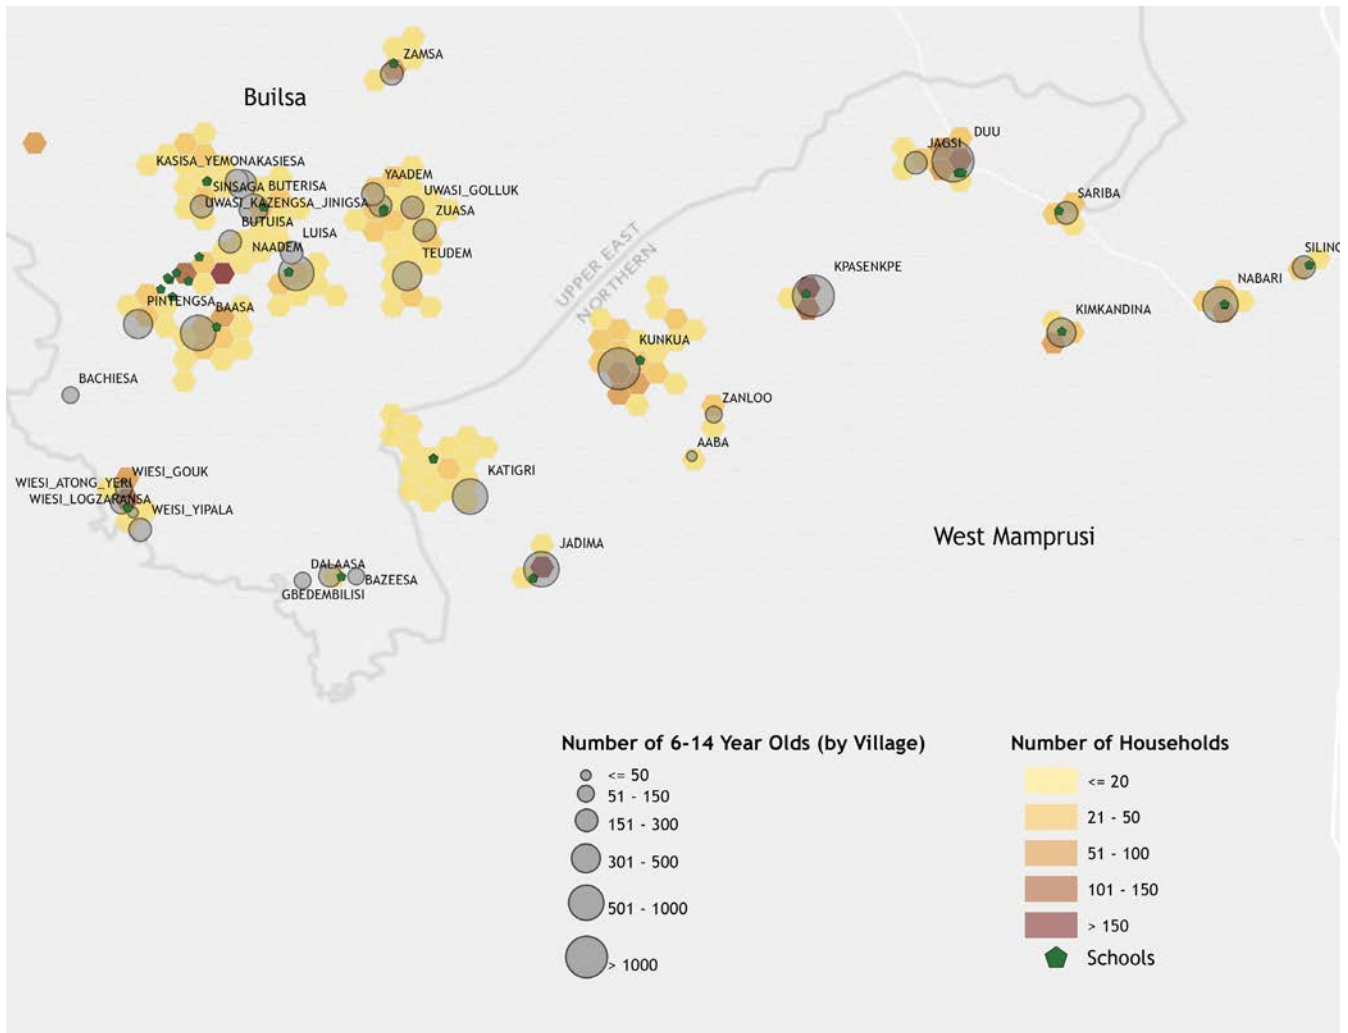 ZAMSA
Builsa
DUU
JAGSI
KASISA_YEMONAKASIESA
YAADEM
SINSAGA
BUTERISA
UWASI_GOLLUK
SARIBA
UWASI_KAZENGSA_JINIGSA
ZUASA
BUTUISA
LUISA
UPPER EAST
NORTHERN
NAADEM
TEUDEM
SILING
KPASENKPE
NABARI
PINTENGSA
BAASA
KIMKANDINA
KUNKUA
BACHIESA
ZANLOO
AABA
WIESI_GOUK
KATIGRI
WIESI_ATONG_YERI
WIESI_LOGZARANSA
WEISI_YIPALA
West Mamprusi
JADIMA
DALAASA
BAZEESA
GBEDEMBILISI
Number of 6-14 Year Olds (by Village)
<= 50
51 - 150
151 - 300
301 - 500
501 - 1000
> 1000
Number of Households
<= 20
21 - 50
51 - 100
101 - 150
> 150
Schools